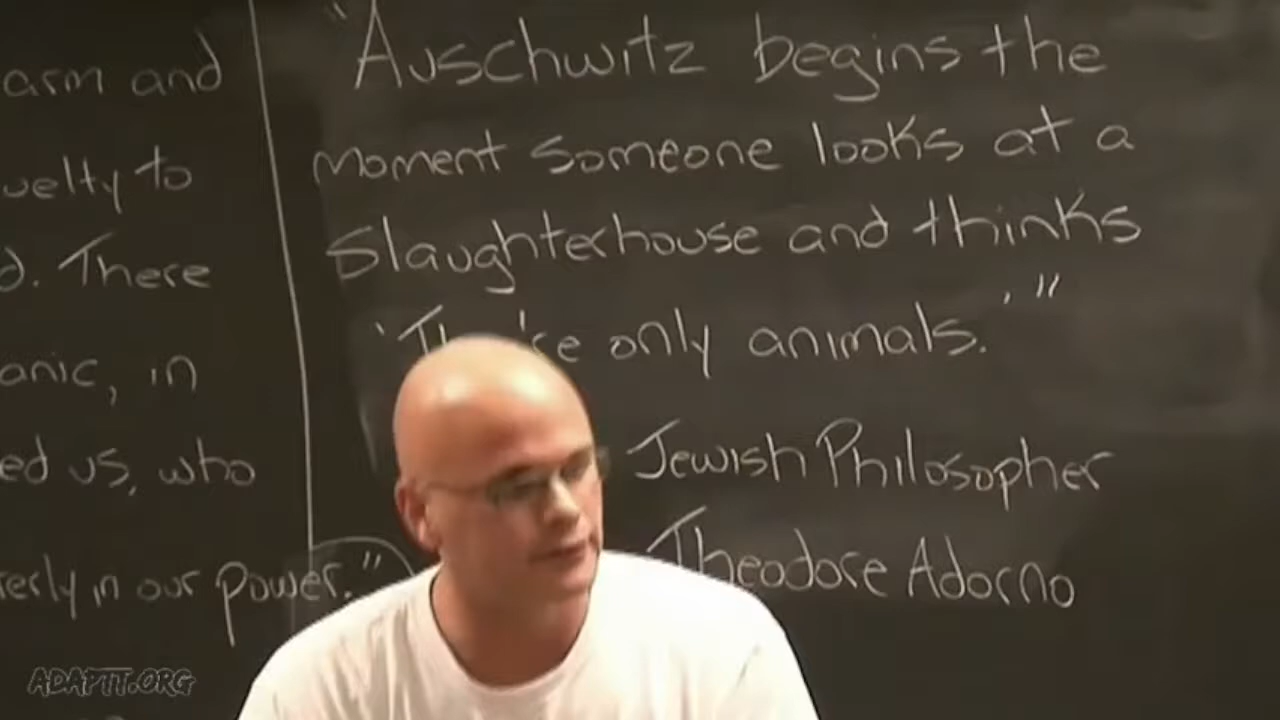 arm and
uelty to
d. There
anic, in
ed us, who
erly in our power."
"Auschwitz begins the
moment someone looks at a
slaughterhouse and thinks
only animals.'"
Jewish Philosopher
Theodore Adorno
ADAPTT.ORG